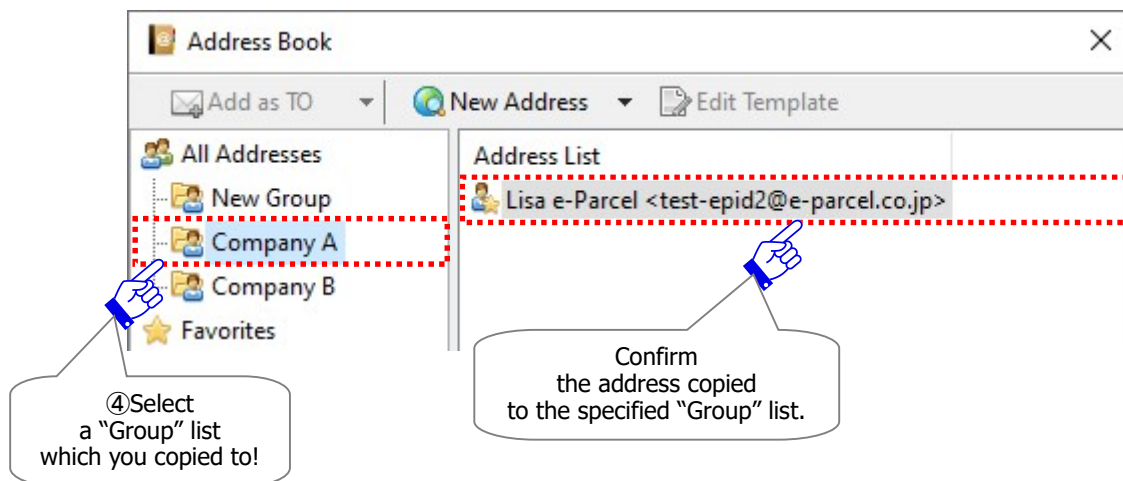 Address Book
Add as TO
New Address
Edit Template
All Addresses
New Group
Company A
Company B
Favorites
Address List
Lisa e-Parcel <test-epid2@e-parcel.co.jp>
④Select
a “Group” list
which you copied to!
Confirm
the address copied
to the specified “Group” list.